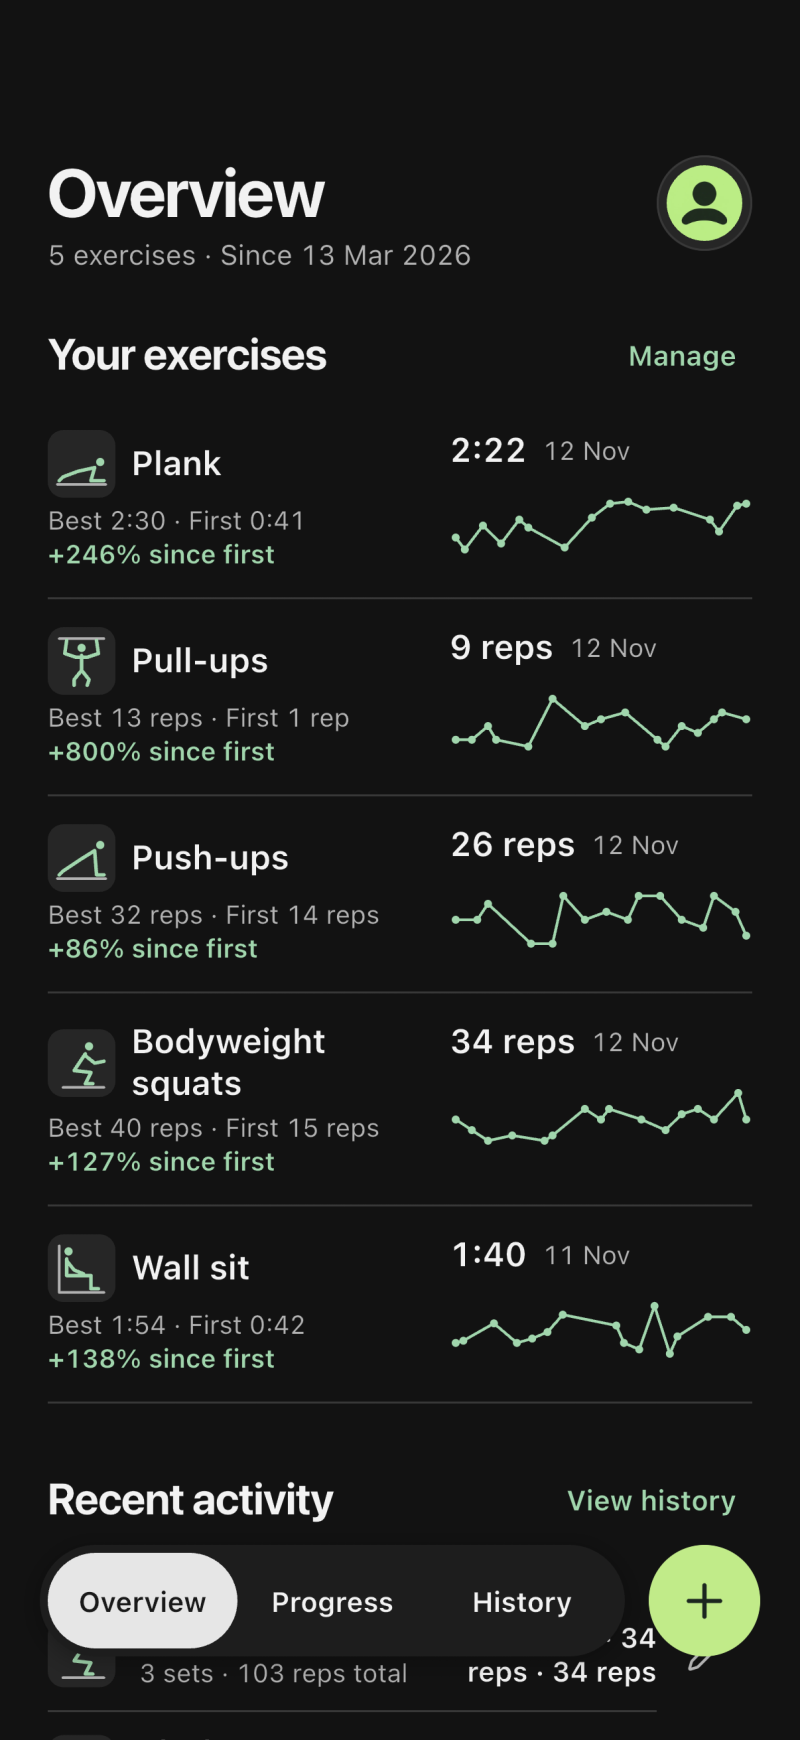 Overview
5 exercises · Since 13 Mar 2026
Your exercises
Manage
Plank
2:22 12 Nov
Best 2:30 · First 0:41
+246% since first
Pull-ups
9 reps 12 Nov
Best 13 reps · First 1 rep
+800% since first
Push-ups
26 reps 12 Nov
Best 32 reps · First 14 reps
+86% since first
Bodyweight
squats
34 reps 12 Nov
Best 40 reps · First 15 reps
+127% since first
Wall sit
1:40 11 Nov
Best 1:54 · First 0:42
+138% since first
Recent activity
View history
Overview
Progress
History
· 34
3 sets · 103 reps total
reps · 34 reps